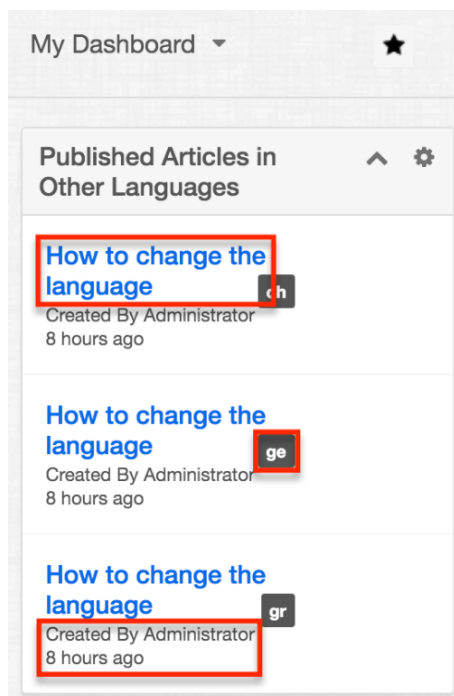 My Dashboard
Published Articles in
Other Languages
How to change the
language
ch
Created By Administrator
8 hours ago
How to change the
language
ge
Created By Administrator
8 hours ago
How to change the
language
gr
Created By Administrator
8 hours ago